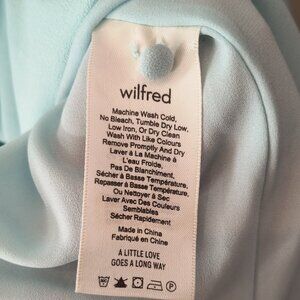 wilfred
Machine Wash Cold,
No Bleach, Tumble Dry Low,
Low Iron, Or Dry Clean
Wash With Like Colours
Remove Promptly And Dry
Laver À La Machine À
L'eau Froide,
Pas De Blanchiment,
Sécher À Basse Température,
Repasser À Basse Température,
Ou Nettoyer À Sec
Laver Avec Des Couleurs
Semblables
Sécher Rapidement
Made in China
Fabriqué en Chine
A LITTLE LOVE
GOES A LONG WAY